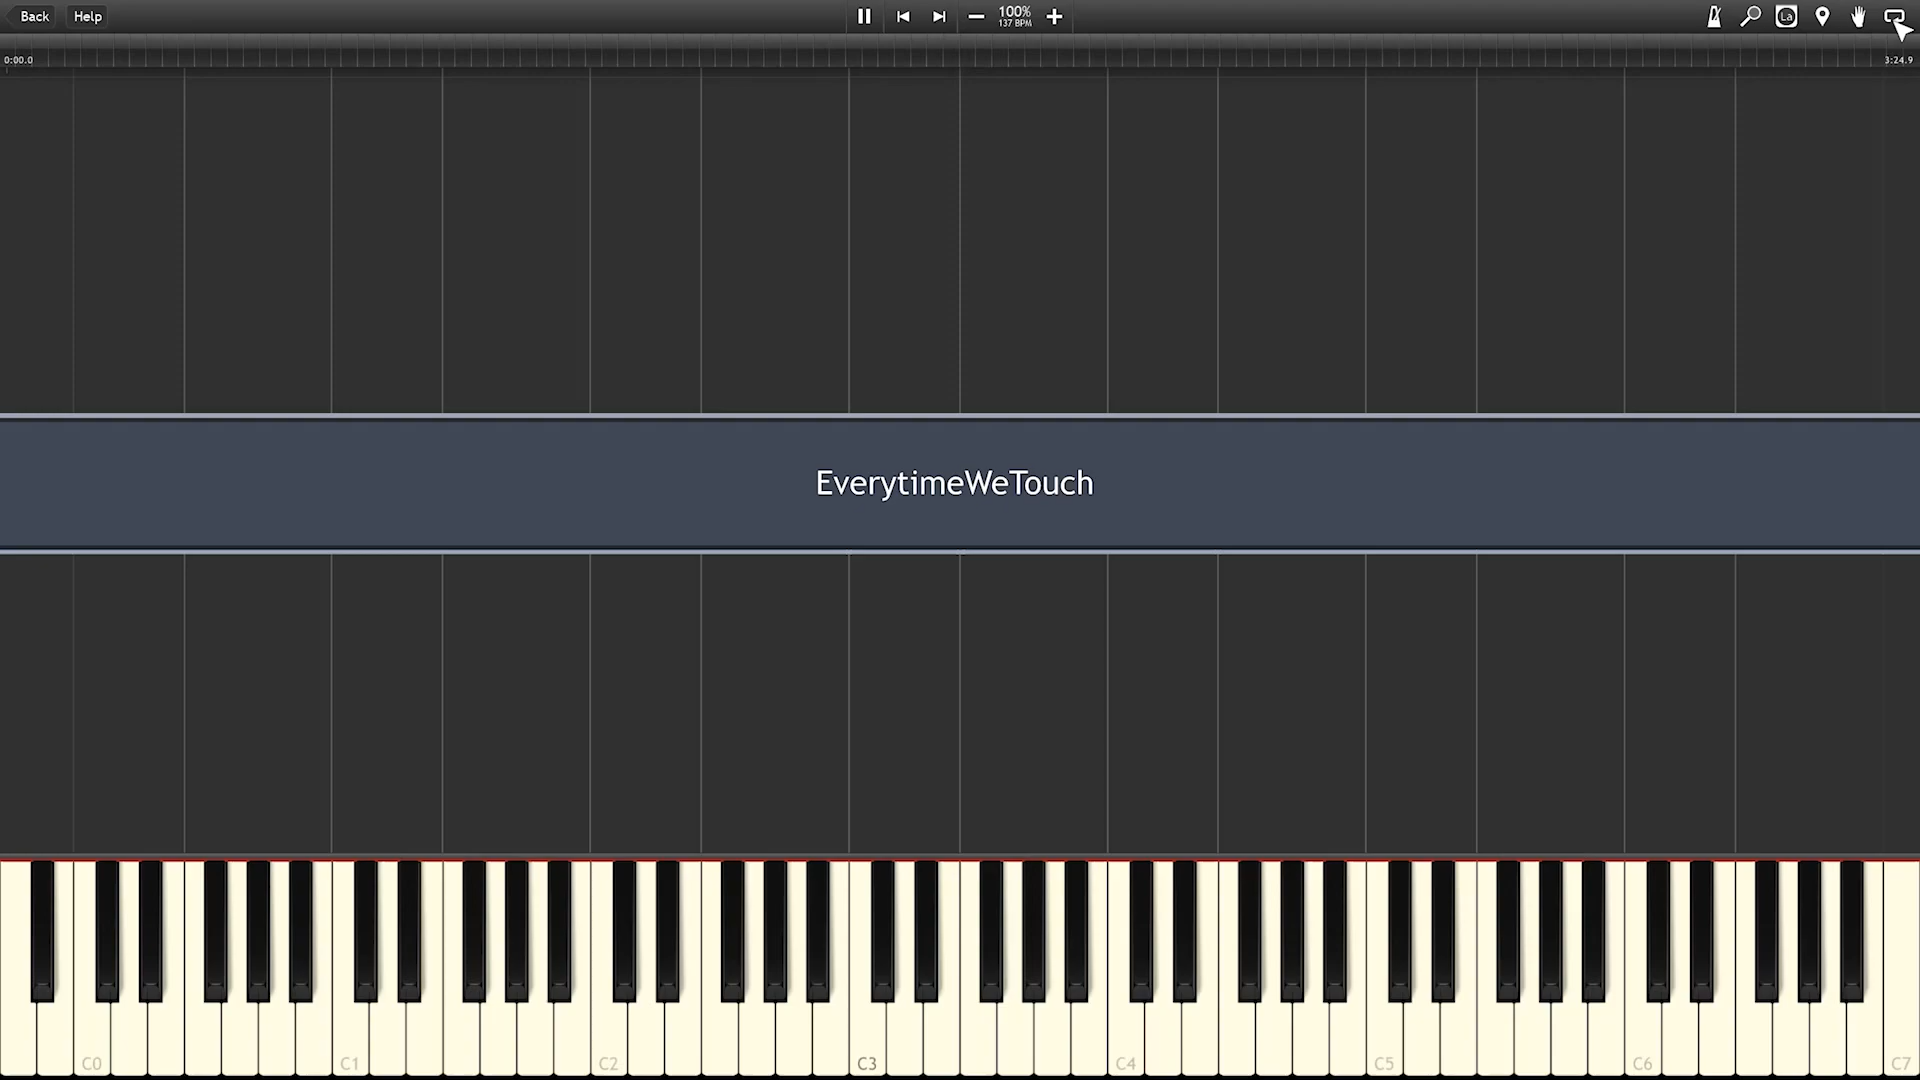 Back Help 100%
137 BPM La
0:00.0 3:24.9
EverytimeWeTouch
C0 C1 C2 C3 C4 C5 C6 C7